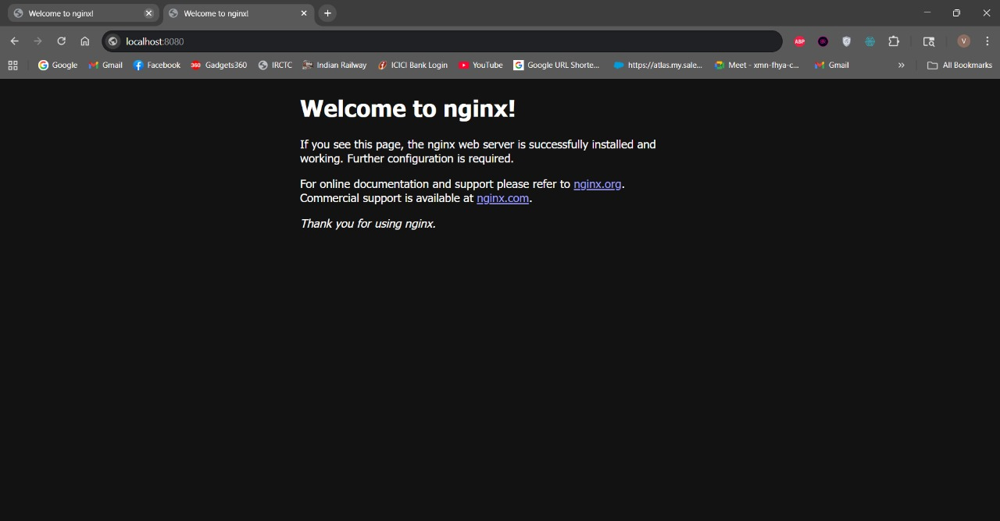 Welcome to nginx!
Welcome to nginx!
localhost:8080
ABP
V
Google
Gmail
Facebook
360 Gadgets360
IRCTC
Indian Railway
ICICI Bank Login
YouTube
Google URL Shorte...
https://atlas.my.sale...
Meet - xmn-fhya-c...
Gmail
All Bookmarks
Welcome to nginx!
If you see this page, the nginx web server is successfully installed and
working. Further configuration is required.
For online documentation and support please refer to nginx.org.
Commercial support is available at nginx.com.
Thank you for using nginx.